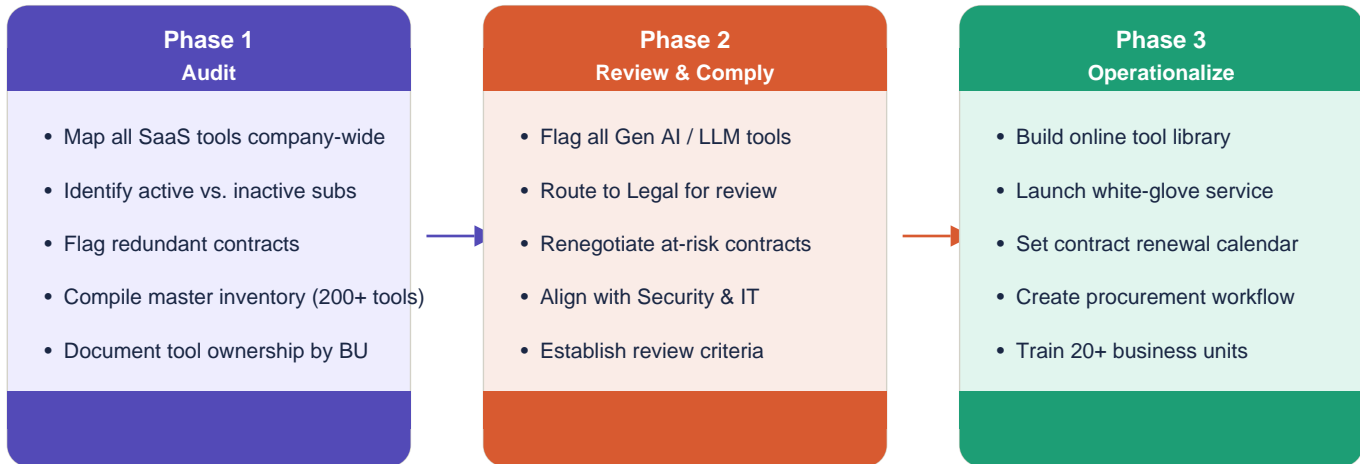 Phase 1
Audit
• Map all SaaS tools company-wide
• Identify active vs. inactive subs
• Flag redundant contracts
• Compile master inventory (200+ tools)
• Document tool ownership by BU
Phase 2
Review & Comply
• Flag all Gen AI / LLM tools
• Route to Legal for review
• Renegotiate at-risk contracts
• Align with Security & IT
• Establish review criteria
Phase 3
Operationalize
• Build online tool library
• Launch white-glove service
• Set contract renewal calendar
• Create procurement workflow
• Train 20+ business units